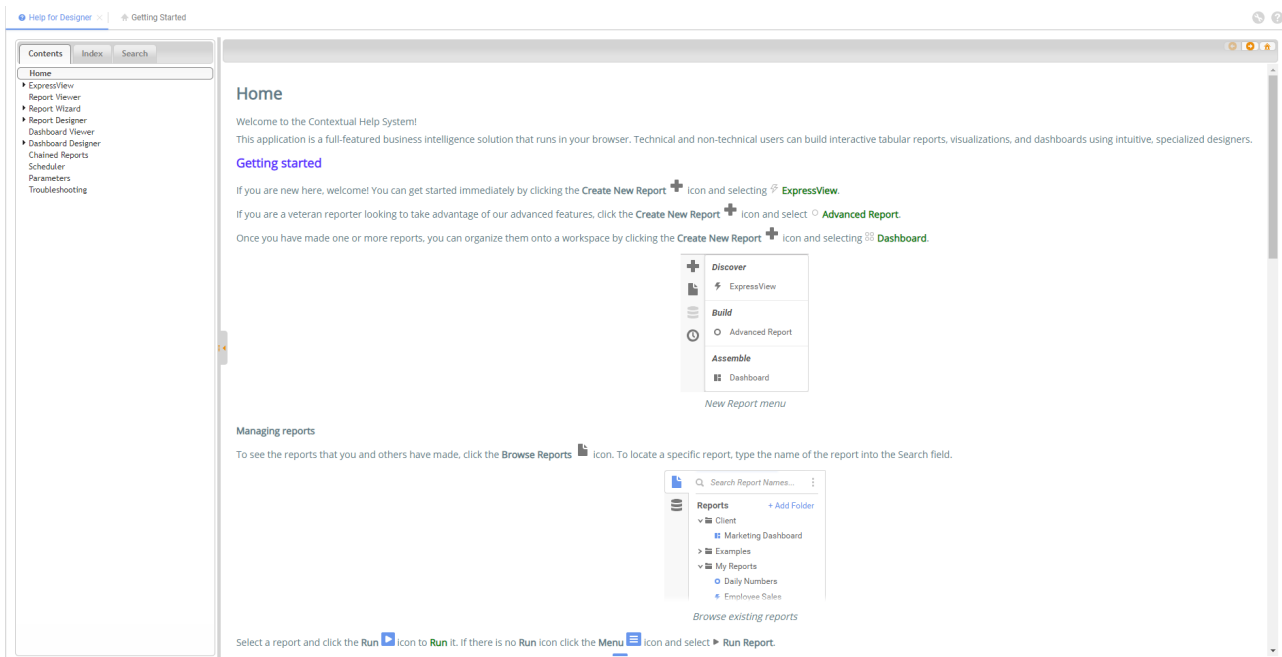 Help for Designer
Getting Started
Contents Index Search
Home
ExpressView
Report Viewer
Report Wizard
Report Designer
Dashboard Viewer
Dashboard Designer
Chained Reports
Scheduler
Parameters
Troubleshooting
Home
Welcome to the Contextual Help System!
This application is a full-featured business intelligence solution that runs in your browser. Technical and non-technical users can build interactive tabular reports, visualizations, and dashboards using intuitive, specialized designers.
Getting started
If you are new here, welcome! You can get started immediately by clicking the Create New Report icon and selecting ExpressView.
If you are a veteran reporter looking to take advantage of our advanced features, click the Create New Report icon and select Advanced Report.
Once you have made one or more reports, you can organize them onto a workspace by clicking the Create New Report icon and selecting Dashboard.
Discover
ExpressView
Build
Advanced Report
Assemble
Dashboard
New Report menu
Managing reports
To see the reports that you and others have made, click the Browse Reports icon. To locate a specific report, type the name of the report into the Search field.
Search Report Names...
Reports + Add Folder
Client
Marketing Dashboard
Examples
My Reports
Daily Numbers
Employee Sales
Browse existing reports
Select a report and click the Run icon to Run it. If there is no Run icon click the Menu icon and select Run Report.